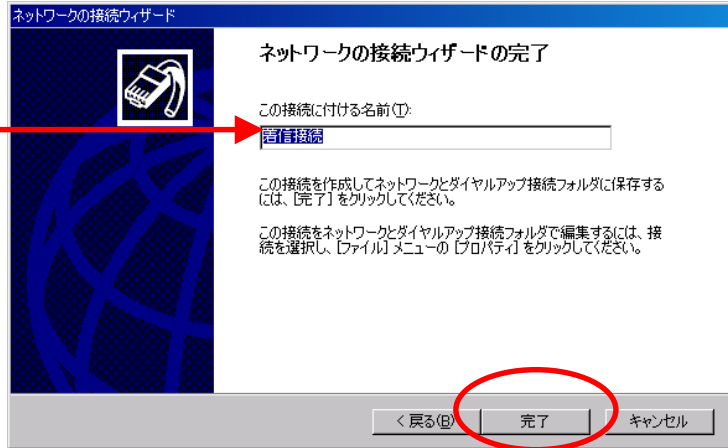 ネットワークの接続ウィザード
ネットワークの接続ウィザードの完了
この接続に付ける名前(T):
着信接続
この接続を作成してネットワークとダイヤルアップ接続フォルダに保存する
には、[完了] をクリックしてください。
この接続をネットワークとダイヤルアップ接続フォルダで編集するには、接
続を選択し、[ファイル] メニューの [プロパティ] をクリックしてください。
< 戻る(B)
完了
キャンセル